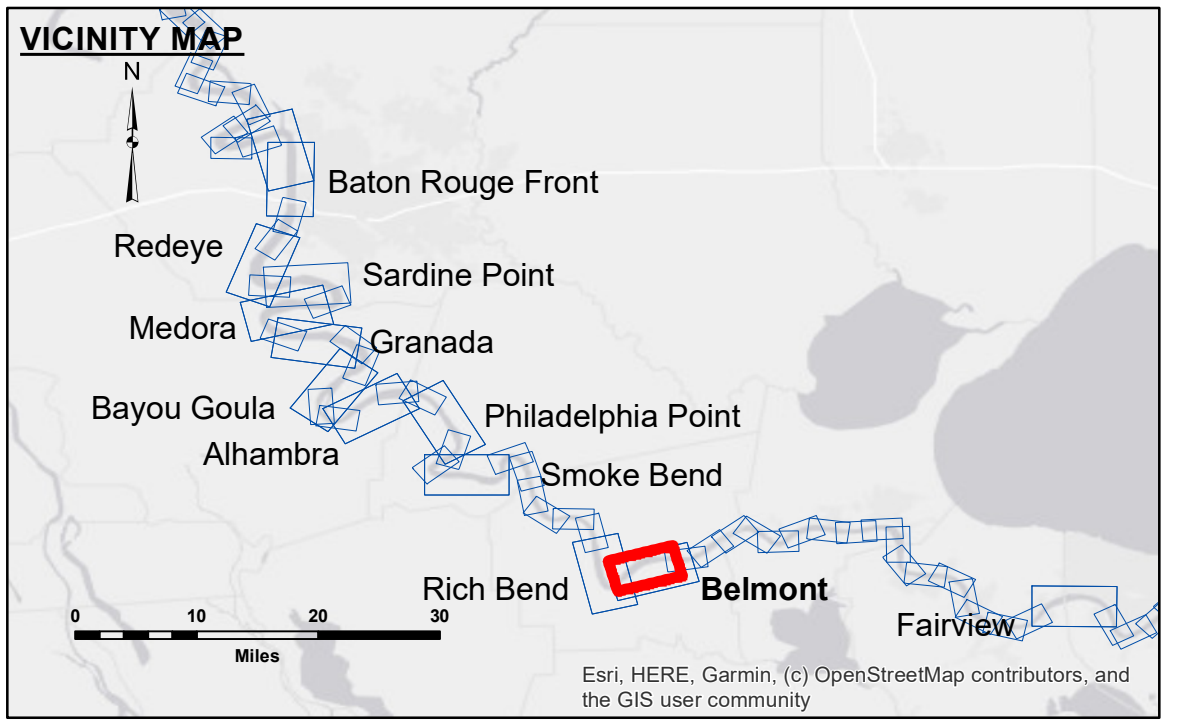 VICINITY MAP
N
Baton Rouge Front
Redeye
Sardine Point
Medora
Granada
Bayou Goula
Philadelphia Point
Alhambra
Smoke Bend
Rich Bend
Belmont
Fairview
0 10 20 30
Miles
Esri, HERE, Garmin, (c) OpenStreetMap contributors, and
the GIS user community